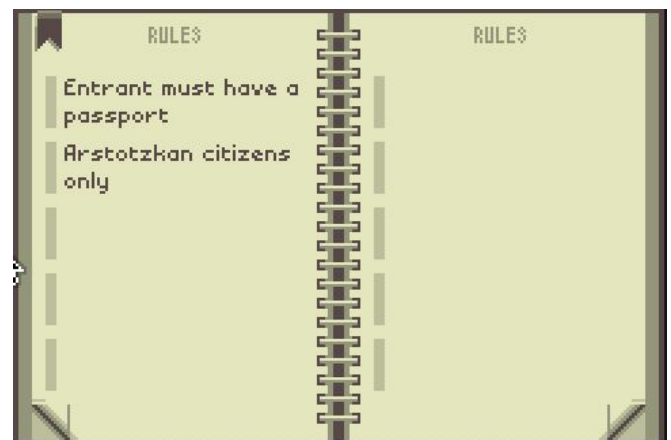 RULES
Entrant must have a
passport
Arstotzkan citizens
only
RULES